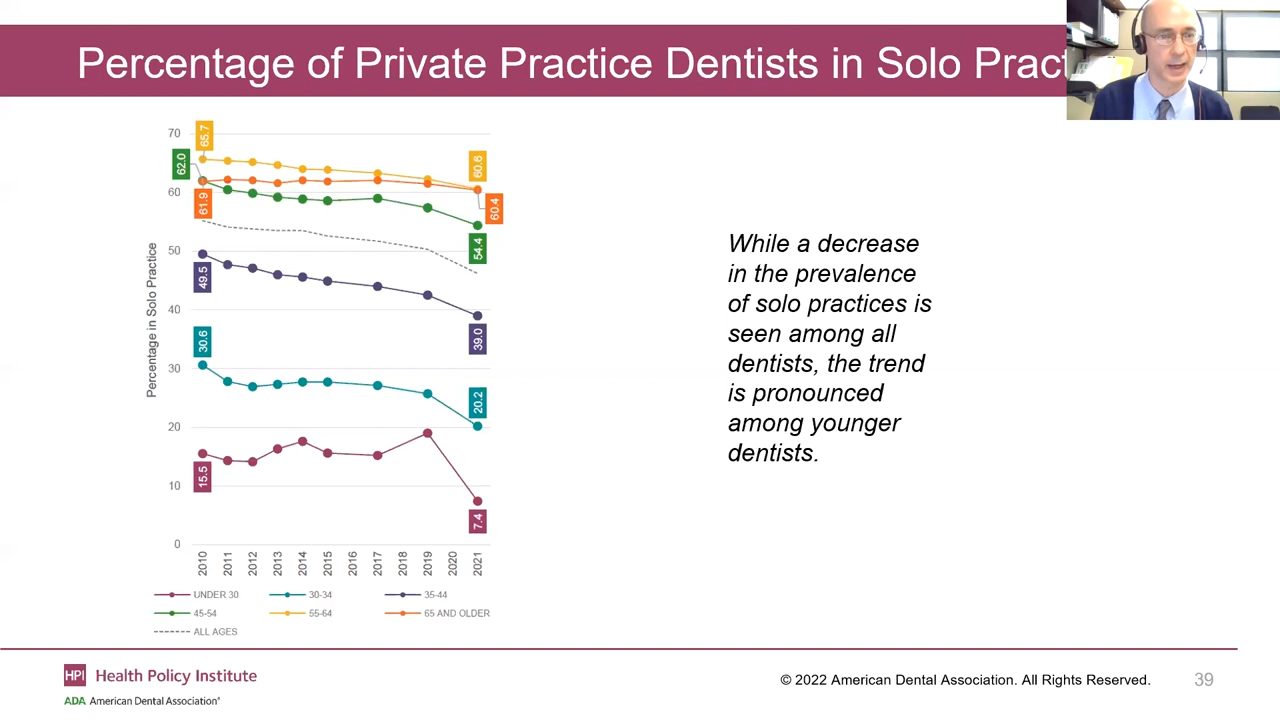 Percentage of Private Practice Dentists in Solo Pract
70
60
50
40
30
20
10
0
Percentage in Solo Practice
65.7
62.0
61.9
49.5
30.6
15.5
60.6
60.4
54.4
39.0
20.2
7.4
2010 2011 2012 2013 2014 2015 2016 2017 2018 2019 2020 2021
UNDER 30 30-34 35-44
45-54 55-64 65 AND OLDER
ALL AGES
While a decrease
in the prevalence
of solo practices is
seen among all
dentists, the trend
is pronounced
among younger
dentists.
HPI Health Policy Institute
ADA American Dental Association®
© 2022 American Dental Association. All Rights Reserved.
39